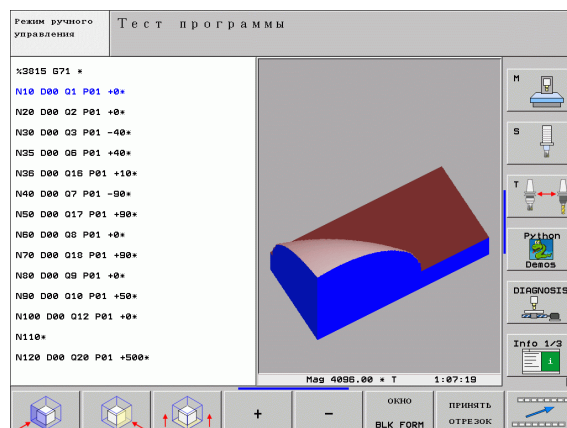 Режим ручного
управления
Тест программы
%3815 G71 *
N10 D00 Q1 P01 +0*
N20 D00 Q2 P01 +0*
N30 D00 Q3 P01 -40*
N35 D00 Q6 P01 +40*
N36 D00 Q16 P01 +10*
N40 D00 Q7 P01 -90*
N50 D00 Q17 P01 +90*
N60 D00 Q8 P01 +0*
N70 D00 Q18 P01 +90*
N80 D00 Q9 P01 +0*
N90 D00 Q10 P01 +50*
N100 D00 Q12 P01 +0*
N110*
N120 D00 Q20 P01 +500*
Mag 4096.00 * T 1:07:19
M
S
T
Python
Demos
DIAGNOSIS
Info 1/3
i
+
-
ОКНО
BLK FORM
ПРИНЯТЬ
ОТРЕЗОК